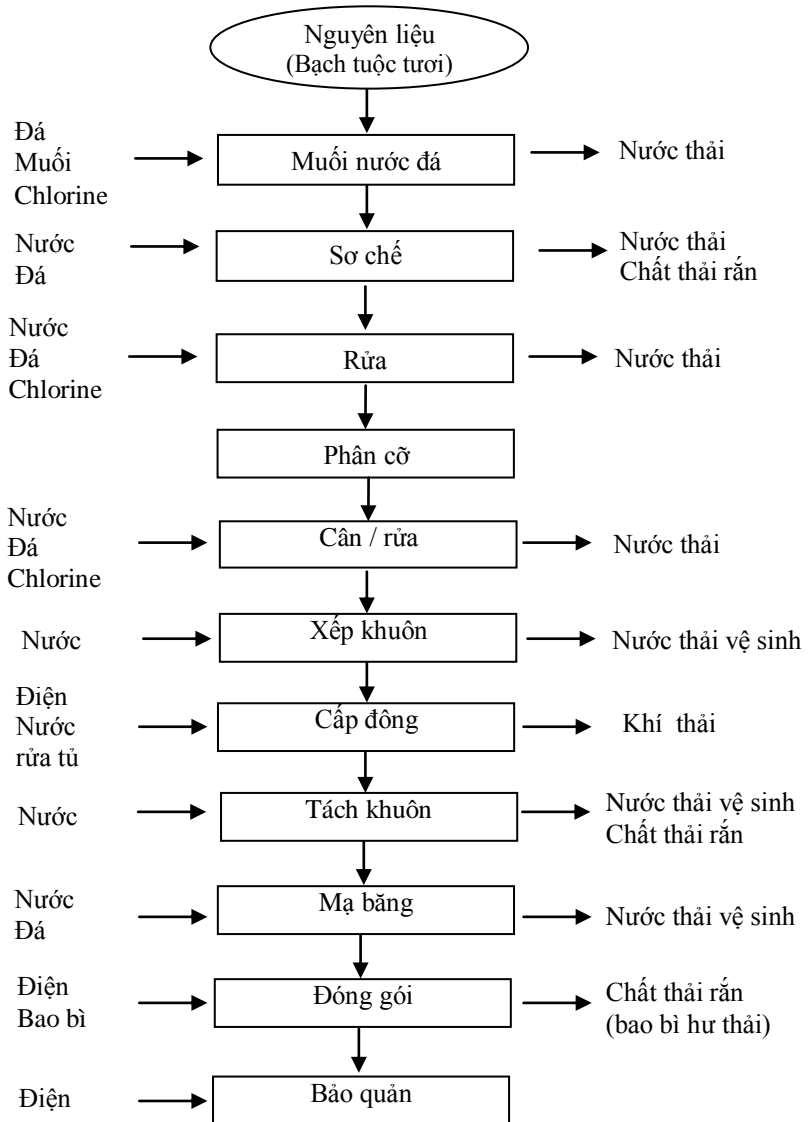 Nguyên liệu
(Bạch tuộc tươi)
Đá
Muối
Chlorine
Muối nước đá
Nước thải
Nước
Đá
Sơ chế
Nước thải
Chất thải rắn
Nước
Đá
Chlorine
Rửa
Nước thải
Phân cỡ
Nước
Đá
Chlorine
Cân / rửa
Nước thải
Nước
Xếp khuôn
Nước thải vệ sinh
Điện
Nước
rửa tủ
Cấp đông
Khí thải
Nước
Tách khuôn
Nước thải vệ sinh
Chất thải rắn
Nước
Đá
Mạ băng
Nước thải vệ sinh
Điện
Bao bì
Đóng gói
Chất thải rắn
(bao bì hư thải)
Điện
Bảo quản